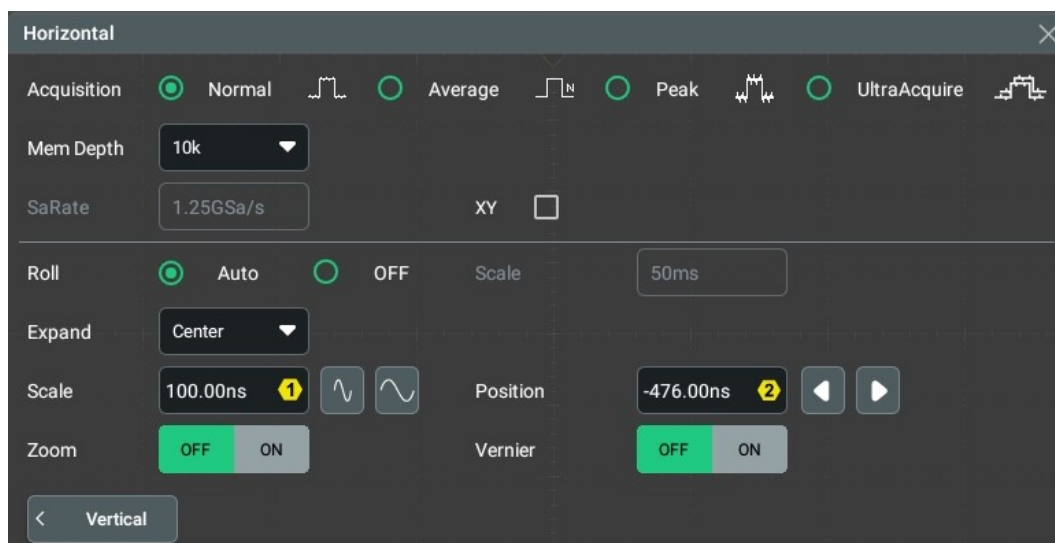 Horizontal
Acquisition Normal Average N Peak UltraAcquire
Mem Depth 10k
SaRate 1.25GSa/s XY
Roll Auto OFF Scale 50ms
Expand Center
Scale 100.00ns 1 Position -476.00ns 2
Zoom OFF ON Vernier OFF ON
Vertical